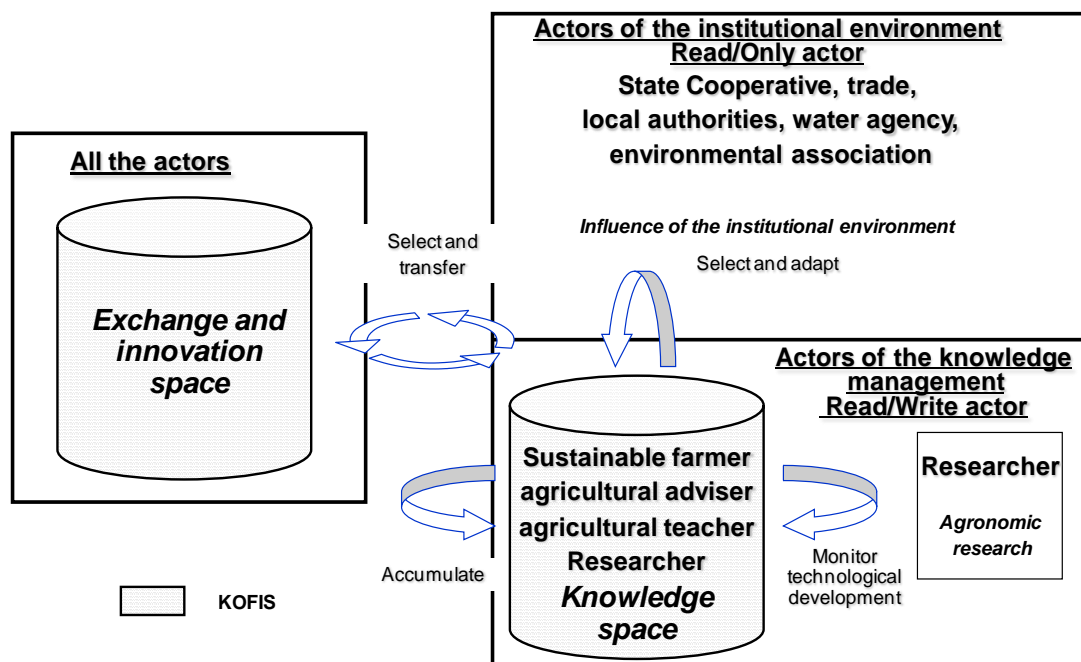 Actors of the institutional environment
Read/Only actor
State Cooperative, trade,
local authorities, water agency,
environmental association
All the actors
Exchange and
innovation
space
Select and
transfer
Influence of the institutional environment
Select and adapt
Actors of the knowledge
management
Read/Write actor
Sustainable farmer
agricultural adviser
agricultural teacher
Researcher
Knowledge
space
Researcher
Agronomic
research
Accumulate
Monitor
technological
development
KOFIS